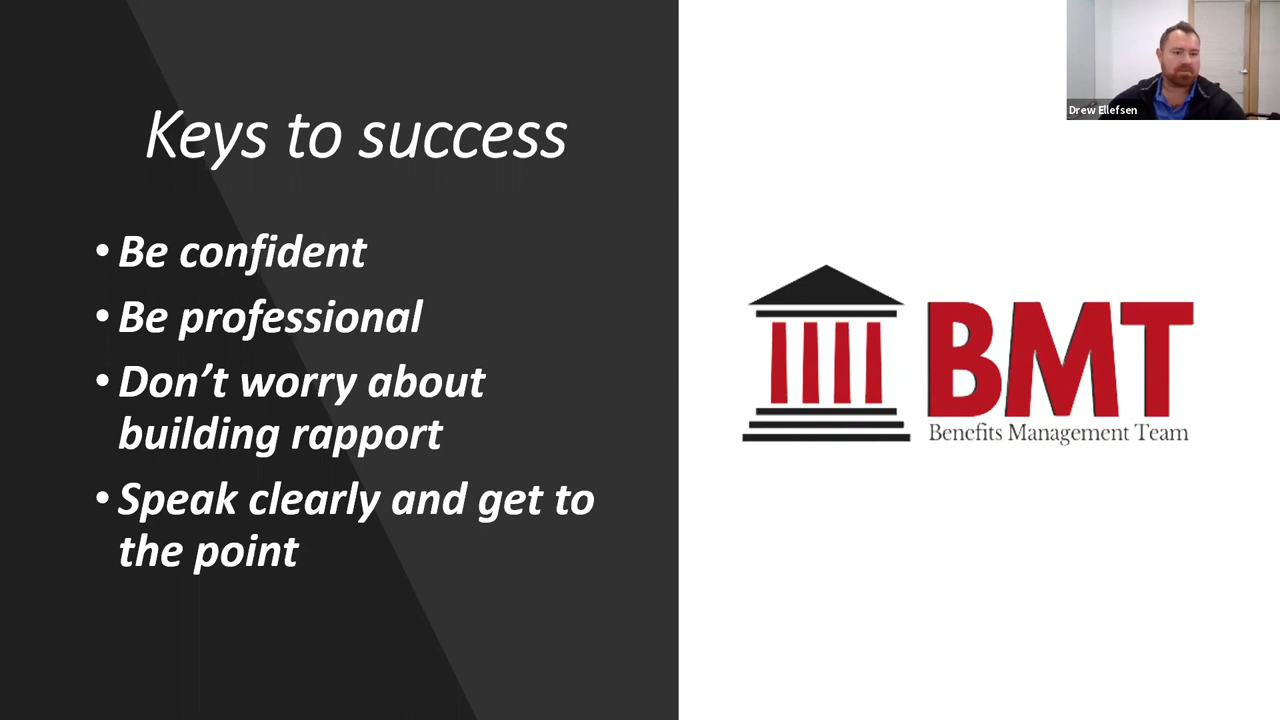 Keys to success
• Be confident
• Be professional
• Don’t worry about
building rapport
• Speak clearly and get to
the point
BMT
Benefits Management Team
Drew Ellefsen